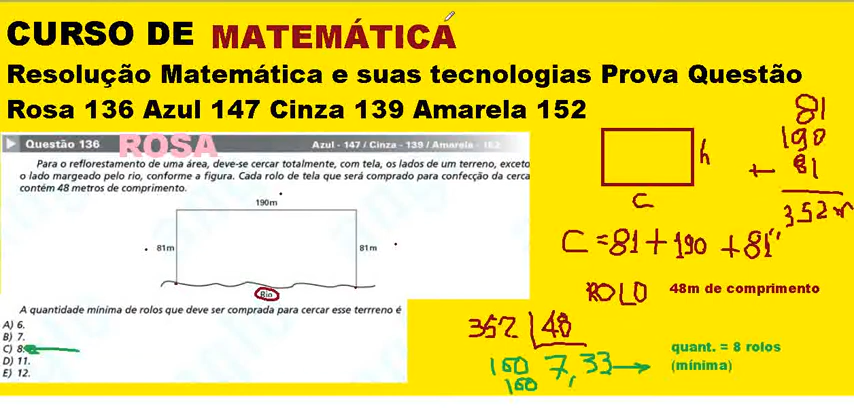 CURSO DE MATEMÁTICA
Resolução Matemática e suas tecnologias Prova Questão
Rosa 136 Azul 147 Cinza 139 Amarela 152
Questão 136 ROSA Azul - 147 / Cinza - 139 / Amarela - 152
Para o reflorestamento de uma área, deve-se cercar totalmente, com tela, os lados de um terreno, exceto
o lado margeado pelo rio, conforme a figura. Cada rolo de tela que será comprado para confecção da cerca
contém 48 metros de comprimento.
190m
81m 81m
Rio
A quantidade mínima de rolos que deve ser comprada para cercar esse terrreno é
A) 6.
B) 7.
C) 8.
D) 11.
E) 12.
81
190
+ 81
352m
h
C
C = 81 + 190 + 81
ROLO 48m de comprimento
352 48
160 7,33
160
quant. = 8 rolos
(mínima)